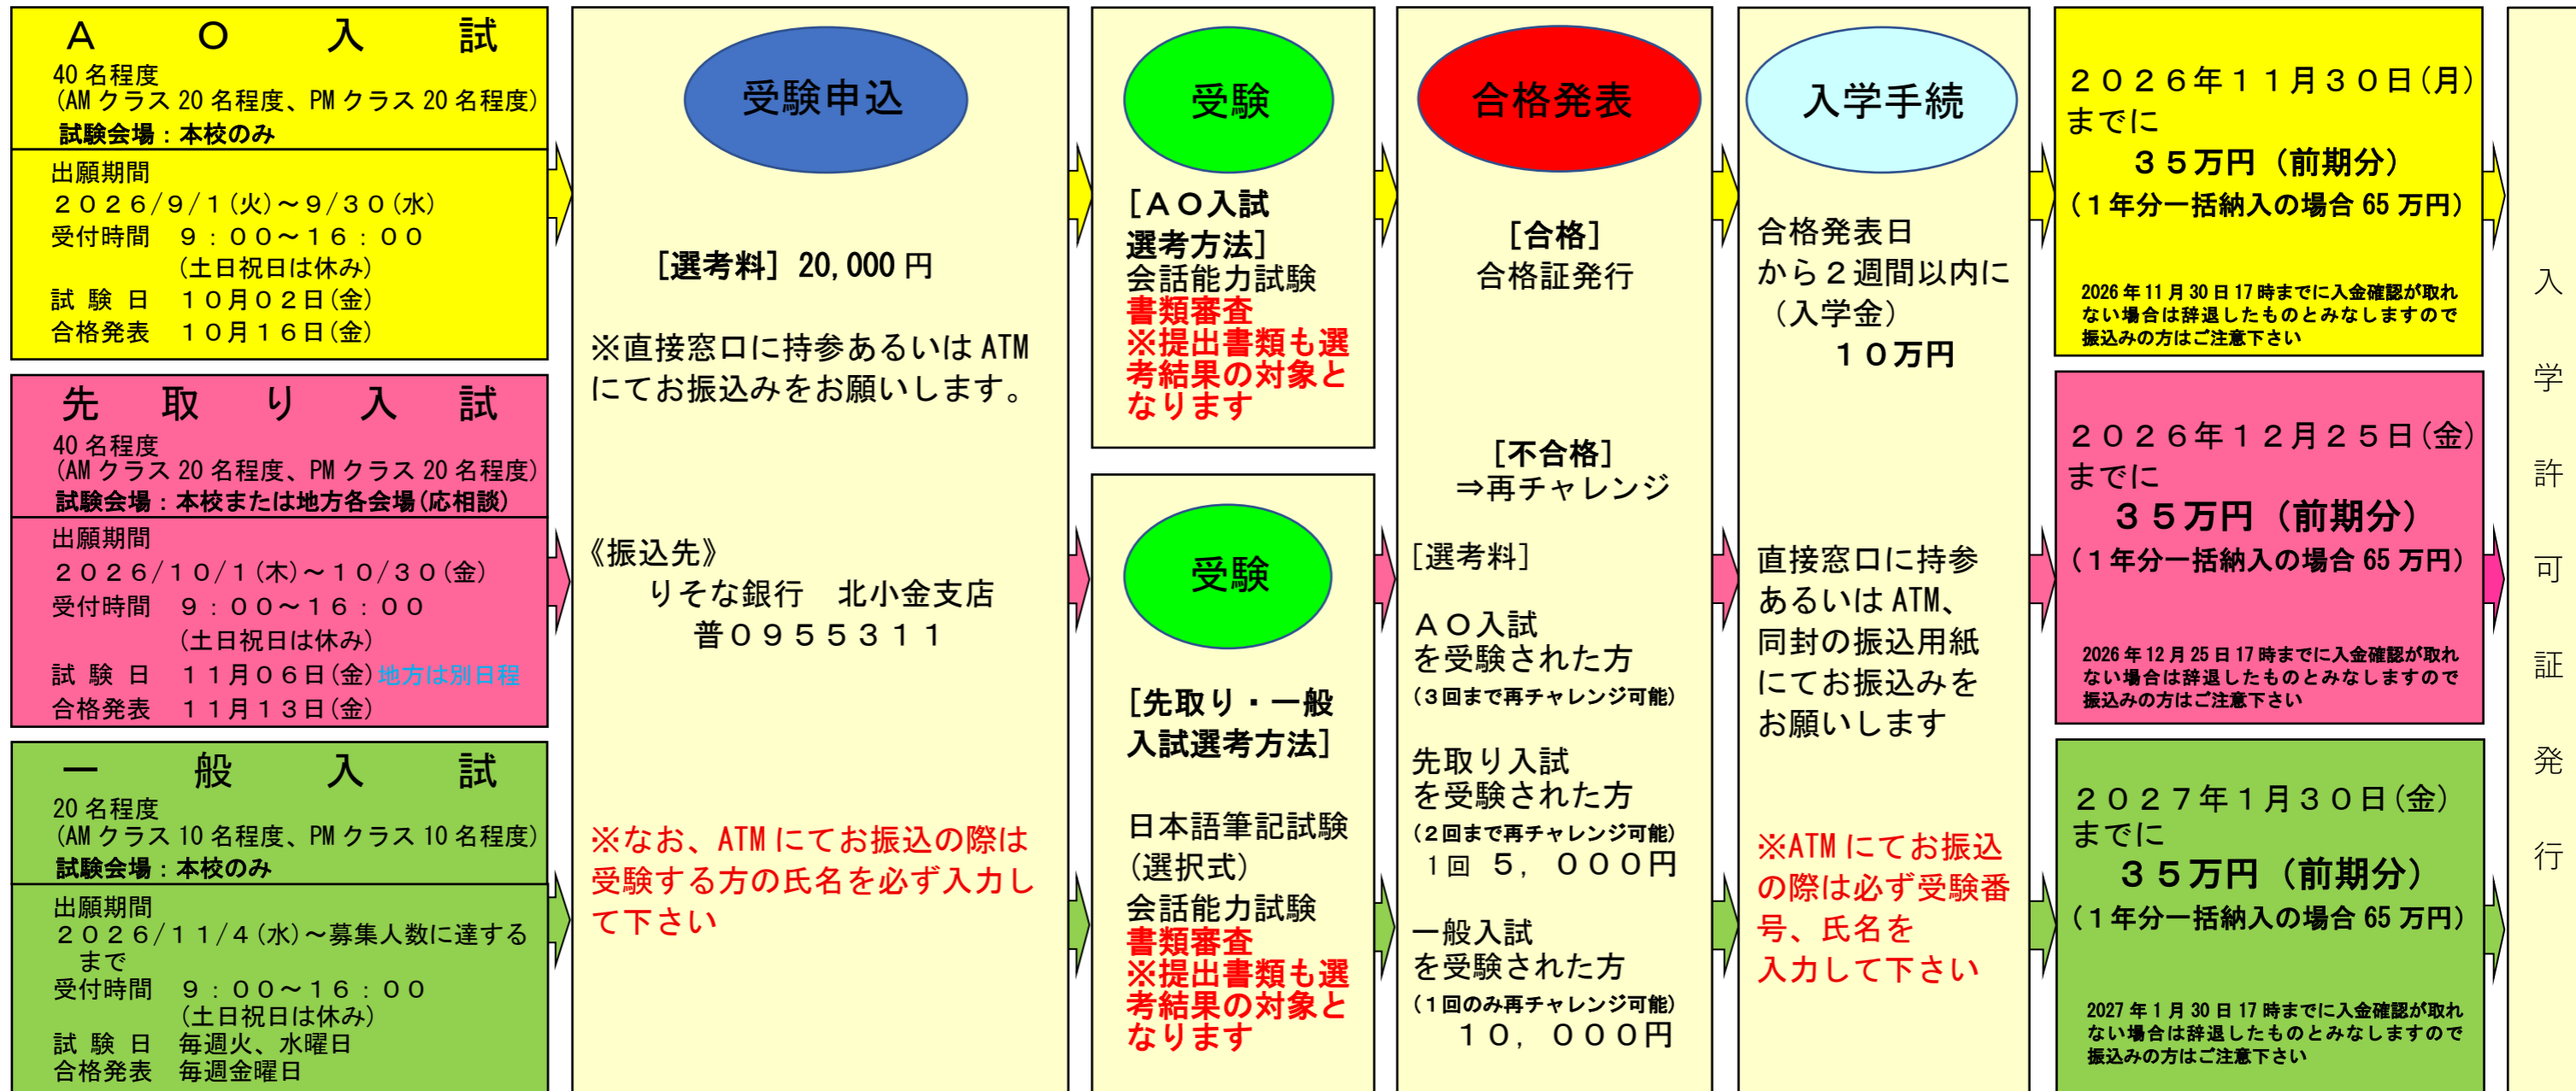 ＡＯ入試
40名程度
(AMクラス20名程度、PMクラス20名程度)
試験会場：本校のみ
出願期間
２０２６/９/１(火)～９/３０(水)
受付時間　９：００～１６：００
(土日祝日は休み)
試験日　１０月０２日(金)
合格発表　１０月１６日(金)
先取り入試
40名程度
(AMクラス20名程度、PMクラス20名程度)
試験会場：本校または地方各会場(応相談)
出願期間
２０２６/１０/１(木)～１０/３０(金)
受付時間　９：００～１６：００
(土日祝日は休み)
試験日　１１月０６日(金)地方は別日程
合格発表　１１月１３日(金)
一般入試
20名程度
(AMクラス10名程度、PMクラス10名程度)
試験会場：本校のみ
出願期間
２０２６/１１/４(水)～募集人数に達する
まで
受付時間　９：００～１６：００
(土日祝日は休み)
試験日　毎週火、水曜日
合格発表　毎週金曜日
受験申込
[選考料] 20,000円
※直接窓口に持参あるいはATM
にてお振込みをお願いします。
《振込先》
りそな銀行　北小金支店
普０９５５３１１
※なお、ATMにてお振込の際は
受験する方の氏名を必ず入力し
て下さい
受験
[ＡＯ入試
選考方法]
会話能力試験
書類審査
※提出書類も選
考結果の対象と
なります
受験
[先取り・一般
入試選考方法]
日本語筆記試験
(選択式)
会話能力試験
書類審査
※提出書類も選
考結果の対象と
なります
合格発表
[合格]
合格証発行
[不合格]
⇒再チャレンジ
[選考料]
ＡＯ入試
を受験された方
(３回まで再チャレンジ可能)
先取り入試
を受験された方
(２回まで再チャレンジ可能)
１回 ５，０００円
一般入試
を受験された方
(１回のみ再チャレンジ可能)
１０，０００円
入学手続
合格発表日
から２週間以内に
（入学金）
１０万円
直接窓口に持参
あるいはATM、
同封の振込用紙
にてお振込みを
お願いします
※ATMにてお振込
の際は必ず受験番
号、氏名を
入力して下さい
２０２６年１１月３０日(月)
までに
３５万円（前期分）
（１年分一括納入の場合65万円）
2026年11月30日17時までに入金確認が取れ
ない場合は辞退したものとみなしますので
振込みの方はご注意下さい
２０２６年１２月２５日(金)
までに
３５万円（前期分）
（１年分一括納入の場合65万円）
2026年12月25日17時までに入金確認が取れ
ない場合は辞退したものとみなしますので
振込みの方はご注意下さい
２０２７年１月３０日(金)
までに
３５万円（前期分）
（１年分一括納入の場合65万円）
2027年1月30日17時までに入金確認が取れ
ない場合は辞退したものとみなしますので
振込みの方はご注意下さい
入学許可証発行